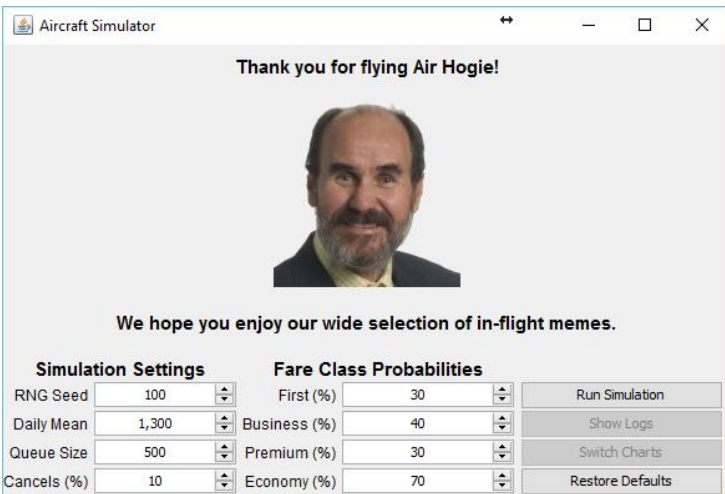 Aircraft Simulator
Thank you for flying Air Hogie!
We hope you enjoy our wide selection of in-flight memes.
Simulation Settings Fare Class Probabilities
RNG Seed 100 First (%) 30 Run Simulation
Daily Mean 1,300 Business (%) 40 Show Logs
Queue Size 500 Premium (%) 30 Switch Charts
Cancels (%) 10 Economy (%) 70 Restore Defaults